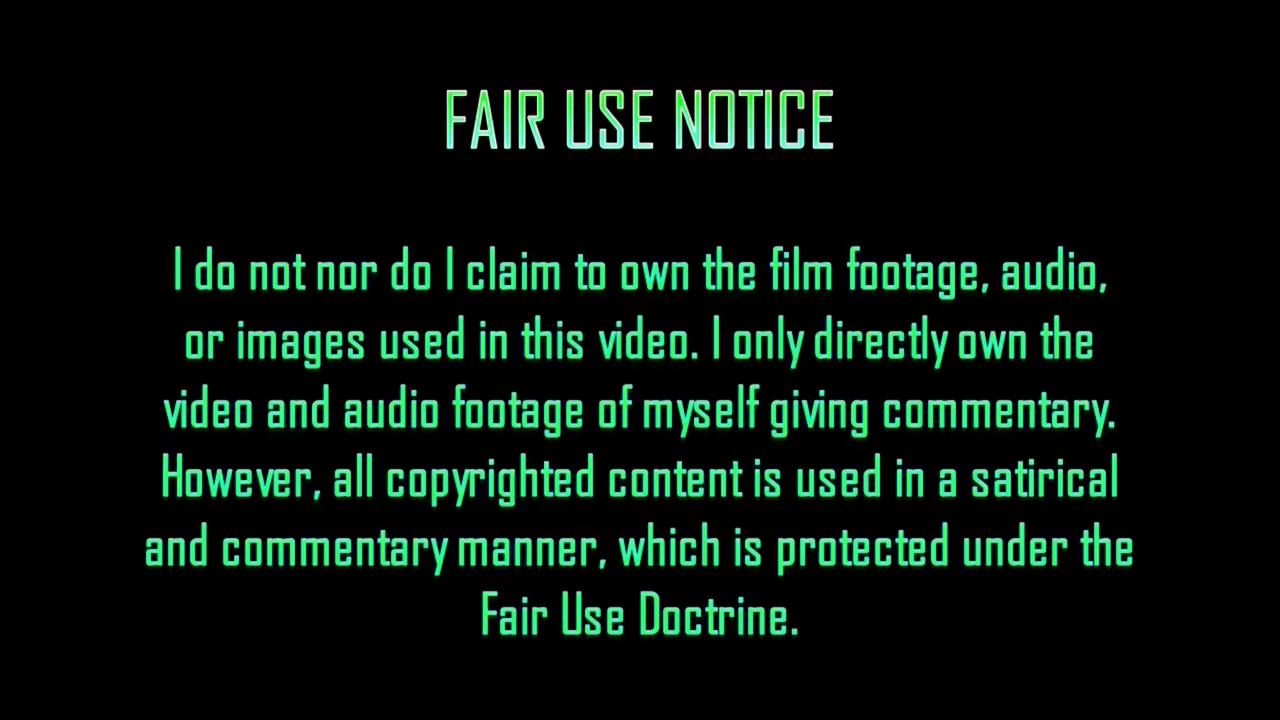 FAIR USE NOTICE
I do not nor do I claim to own the film footage, audio,
or images used in this video. I only directly own the
video and audio footage of myself giving commentary.
However, all copyrighted content is used in a satirical
and commentary manner, which is protected under the
Fair Use Doctrine.